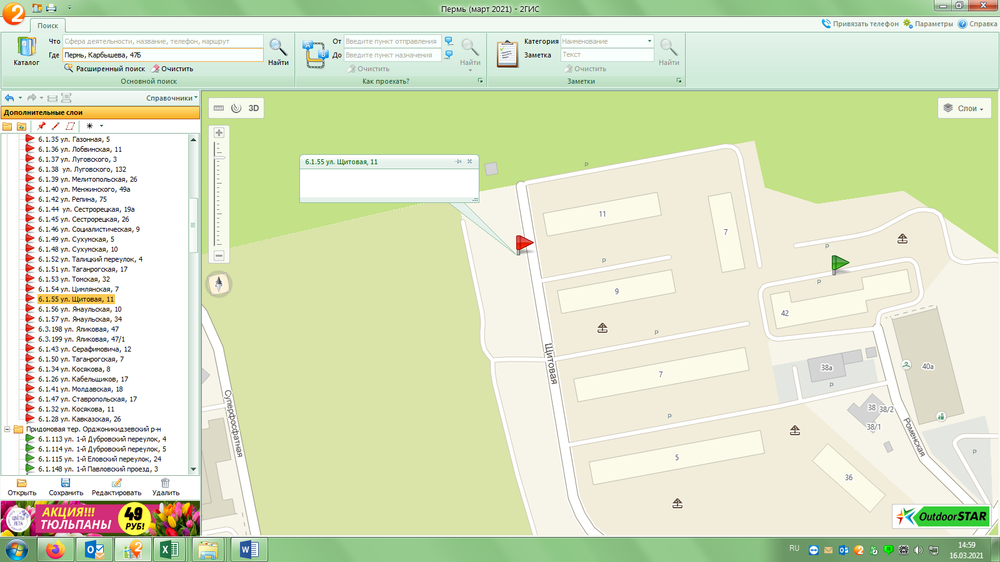 Пермь (март 2021) - 2ГИС
Поиск
Привязать телефон
Параметры
Справка
Каталог
Что
Сфера деятельности, название, телефон, маршрут
Где
Пермь, Карбышева, 47Б
Расширенный поиск
Очистить
Найти
Основной поиск
От
Введите пункт отправления
До
Введите пункт назначения
Очистить
Найти
Как проехать?
Категория
Наименование
Заметка
Текст
Очистить
Найти
Заметки
Справочники
Дополнительные слои
6.1.35 ул. Газонная, 5
6.1.36 ул. Лобвинская, 11
6.1.37 ул. Луговского, 3
6.1.38 ул. Луговского, 132
6.1.39 ул. Мелитопольская, 26
6.1.40 ул. Менжинского, 49а
6.1.42 ул. Репина, 75
6.1.44 ул. Сестрорецкая, 19а
6.1.45 ул. Сестрорецкая, 26
6.1.46 ул. Социалистическая, 9
6.1.49 ул. Сухумская, 5
6.1.48 ул. Сухумская, 10
6.1.52 ул. Талицкий переулок, 4
6.1.51 ул. Таганрогская, 17
6.1.53 ул. Томская, 32
6.1.54 ул. Цимлянская, 7
6.1.55 ул. Щитовая, 11
6.1.56 ул. Янаульская, 10
6.1.57 ул. Янаульская, 34
6.3.198 ул. Яликовая, 47
6.3.199 ул. Яликовая, 47/1
6.1.43 ул. Серафимовича, 12
6.1.50 ул. Таганрогская, 7
6.1.34 ул. Косякова, 8
6.1.26 ул. Кабельщиков, 17
6.1.41 ул. Молдавская, 18
6.1.47 ул. Ставропольская, 17
6.1.32 ул. Косякова, 11
6.1.28 ул. Кавказская, 26
Придомовая тер. Орджоникидзевский р-н
6.1.113 ул. 1-й Дубровский переулок, 4
6.1.114 ул. 1-й Дубровский переулок, 5
6.1.115 ул. 1-й Еловский переулок, 24
6.1.148 ул. 1-й Павловский проезд, 3
Открыть
Сохранить
Редактировать
Удалить
ЦВЕТЫ ЛЕТА
АКЦИЯ!!!
ТЮЛЬПАНЫ
49
РУБ!
3D
Слои
6.1.55 ул. Щитовая, 11
P
11
7
P
P
9
P
42
Щитовая
P
7
38а
40а
P
Суперфосфатная
38
38/2
38/1
P
Роменская
P
5
36
OutdoorSTAR
RU
14:59
16.03.2021